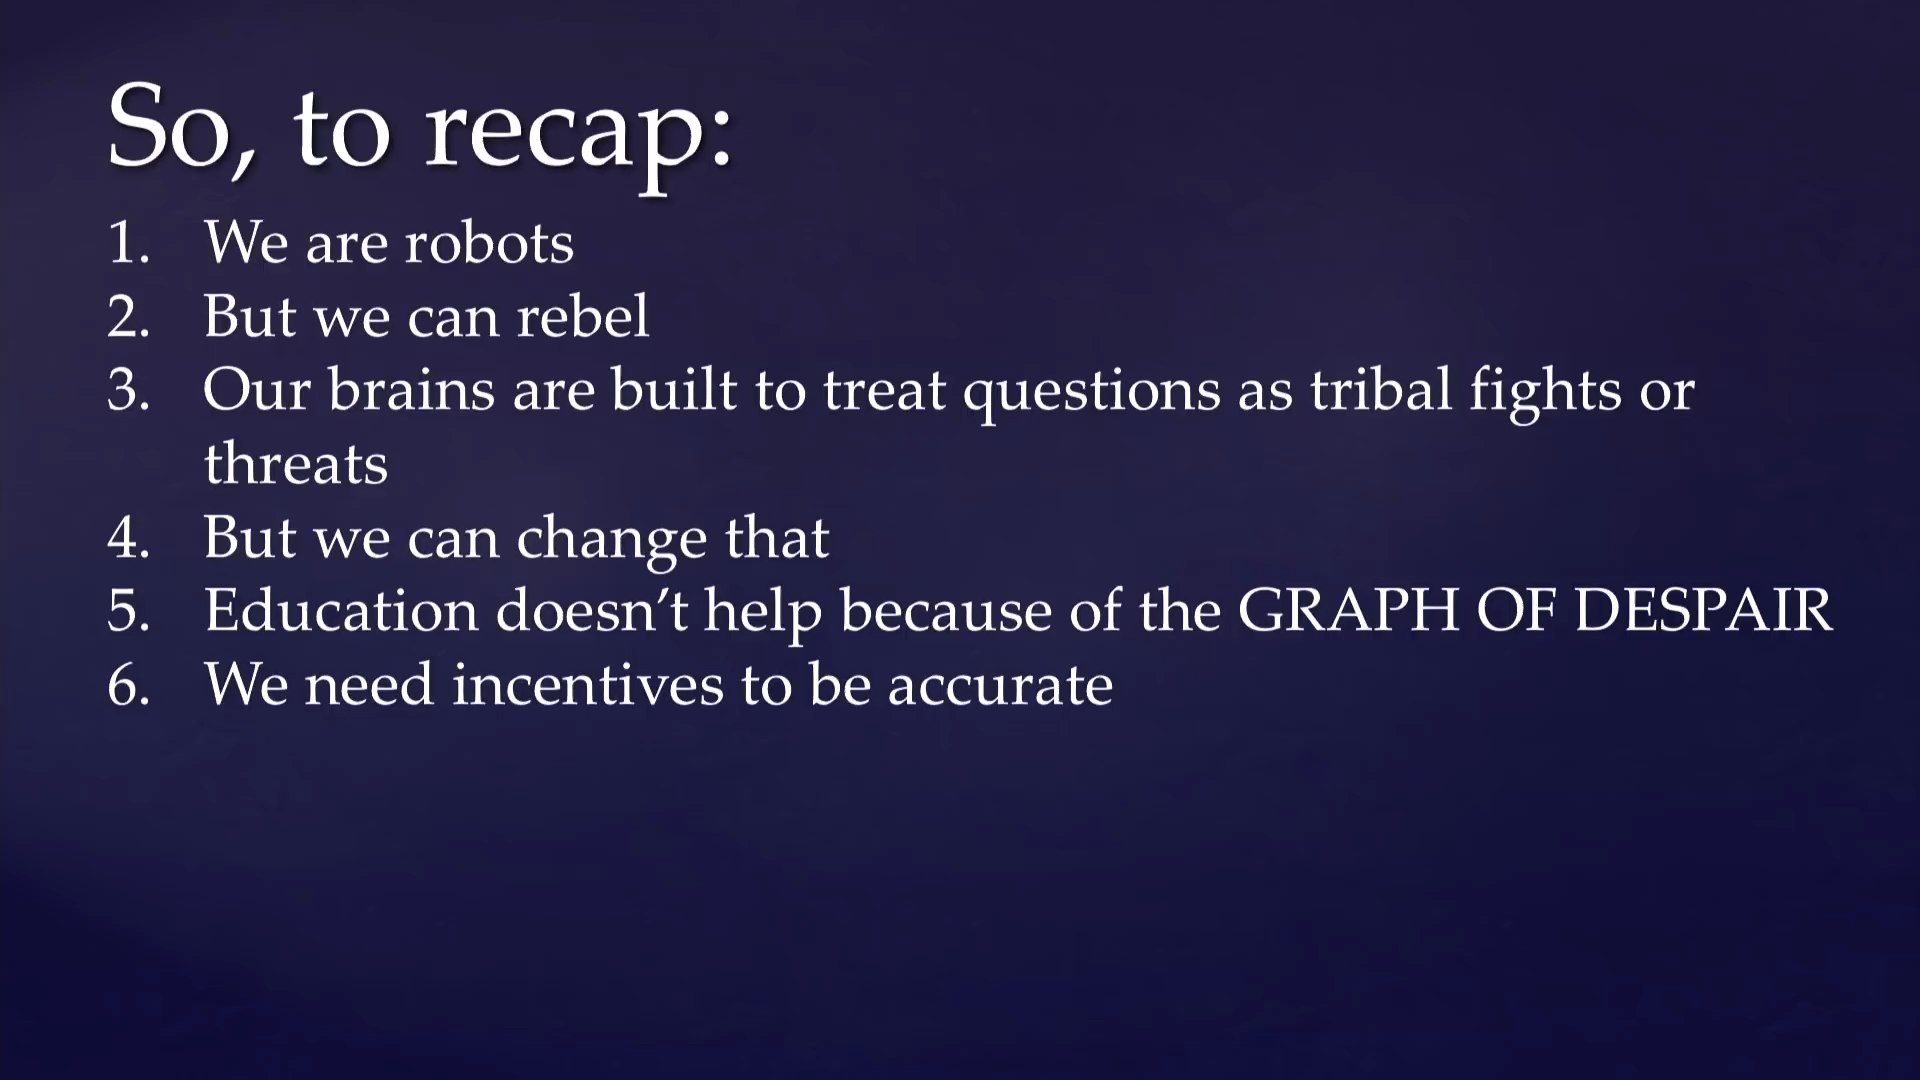 So, to recap:
1. We are robots
2. But we can rebel
3. Our brains are built to treat questions as tribal fights or
threats
4. But we can change that
5. Education doesn’t help because of the GRAPH OF DESPAIR
6. We need incentives to be accurate